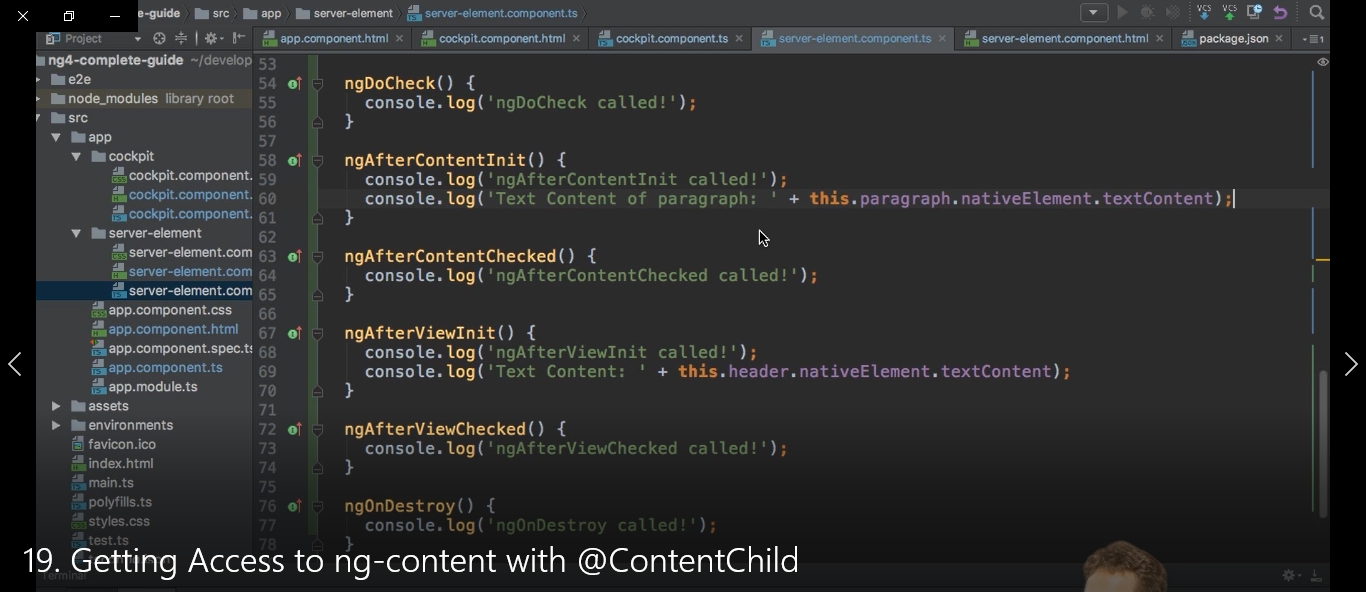 e-guide src app server-element server-element.component.ts
Project app.component.html cockpit.component.html cockpit.component.ts server-element.component.ts server-element.component.html package.json
ng4-complete-guide ~/develop
e2e
node_modules library root
src
app
cockpit
cockpit.component.
cockpit.component.
cockpit.component.
server-element
server-element.com
server-element.com
server-element.com
app.component.css
app.component.html
app.component.spec.ts
app.component.ts
app.module.ts
assets
environments
favicon.ico
index.html
main.ts
polyfills.ts
styles.css
test.ts
Terminal
53
54 ngDoCheck() {
55 console.log('ngDoCheck called!');
56 }
57
58 ngAfterContentInit() {
59 console.log('ngAfterContentInit called!');
60 console.log('Text Content of paragraph: ' + this.paragraph.nativeElement.textContent);
61 }
62
63 ngAfterContentChecked() {
64 console.log('ngAfterContentChecked called!');
65 }
66
67 ngAfterViewInit() {
68 console.log('ngAfterViewInit called!');
69 console.log('Text Content: ' + this.header.nativeElement.textContent);
70 }
71
72 ngAfterViewChecked() {
73 console.log('ngAfterViewChecked called!');
74 }
75
76 ngOnDestroy() {
77 console.log('ngOnDestroy called!');
78 }
19. Getting Access to ng-content with @ContentChild
VCS VCS